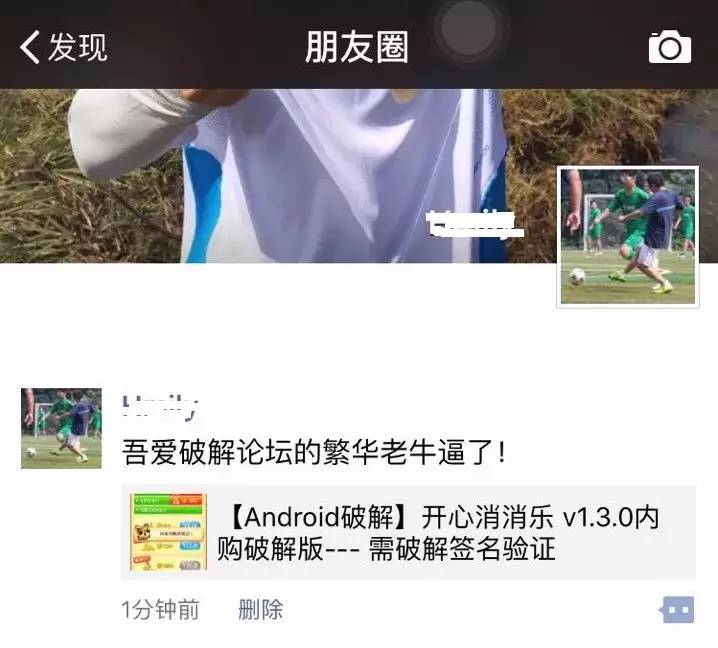 发现
朋友圈
吾爱破解论坛的繁华老牛逼了！
【Android破解】开心消消乐 v1.3.0内
购破解版--- 需破解签名验证
1分钟前
删除